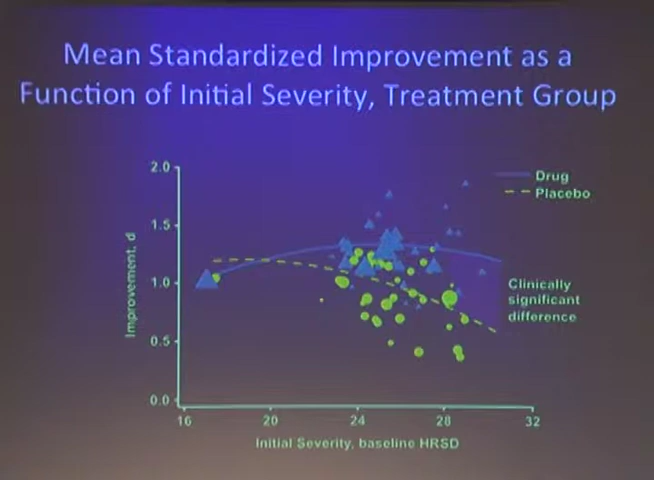 Mean Standardized Improvement as a
Function of Initial Severity, Treatment Group
2.0
1.5
1.0
0.5
0.0
Improvement, d
16 20 24 28 32
Initial Severity, baseline HRSD
Drug
Placebo
Clinically
significant
difference